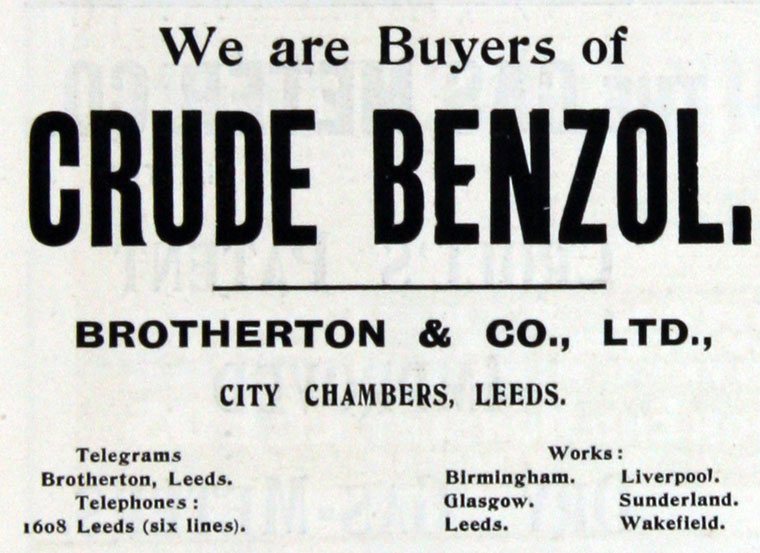 We are Buyers of
CRUDE BENZOL.
BROTHERTON & CO., LTD.,
CITY CHAMBERS, LEEDS.
Telegrams
Brotherton, Leeds.
Telephones :
1608 Leeds (six lines).
Works :
Birmingham. Liverpool.
Glasgow. Sunderland.
Leeds. Wakefield.